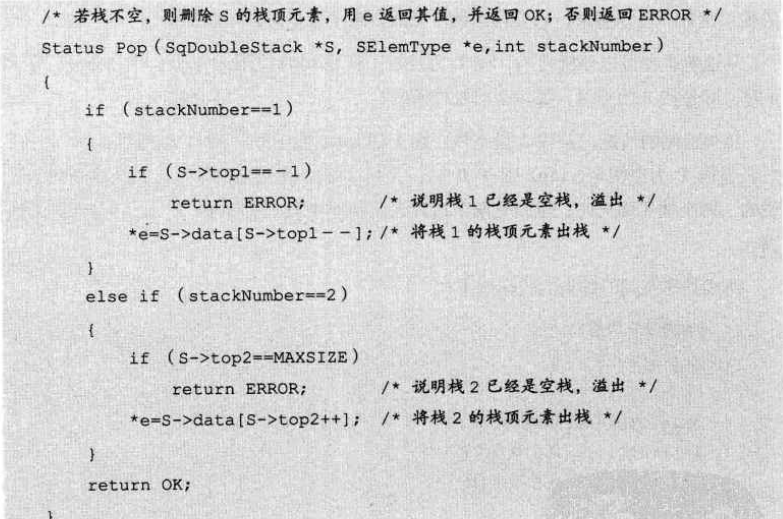 /* 若栈不空，则删除 S 的栈顶元素，用 e 返回其值，并返回 OK；否则返回 ERROR */
Status Pop (SqDoubleStack *S, SElemType *e,int stackNumber)
{
    if (stackNumber==1)
    {
        if (S->top1==-1)
            return ERROR;        /* 说明栈 1 已经是空栈，溢出 */
        *e=S->data[S->top1--]; /* 将栈 1 的栈顶元素出栈 */
    }
    else if (stackNumber==2)
    {
        if (S->top2==MAXSIZE)
            return ERROR;        /* 说明栈 2 已经是空栈，溢出 */
        *e=S->data[S->top2++]; /* 将栈 2 的栈顶元素出栈 */
    }
    return OK;
}